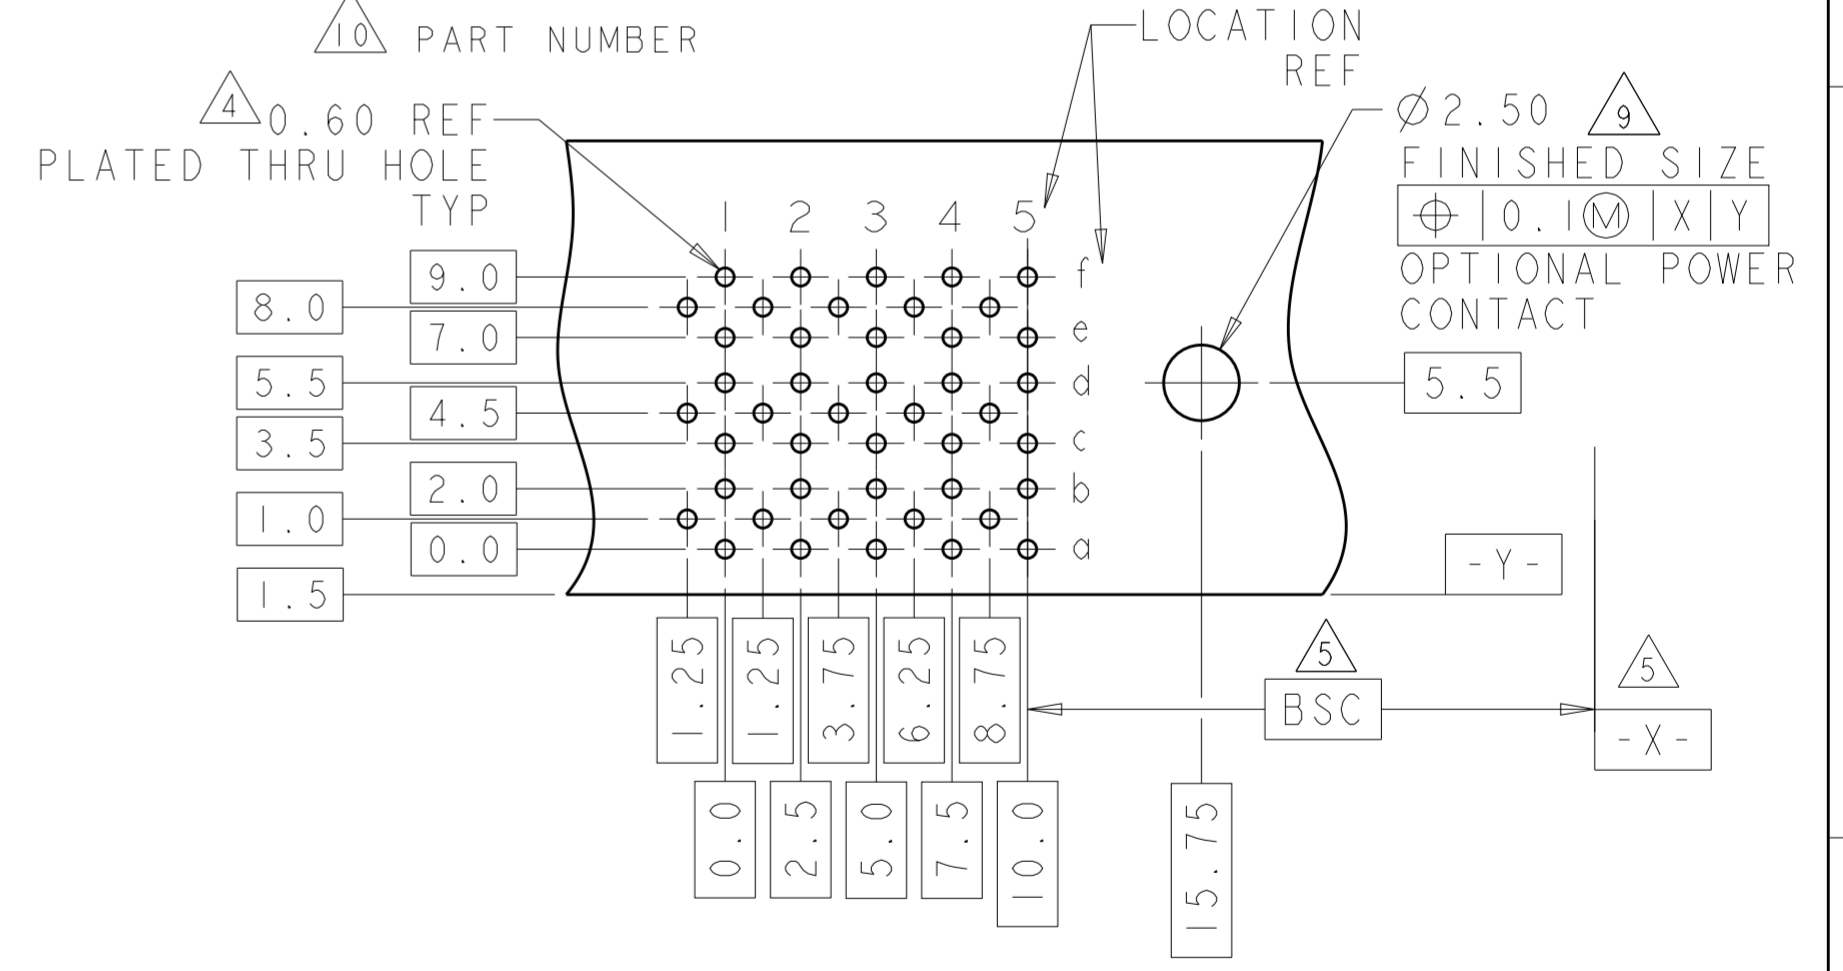 10 PART NUMBER
LOCATION
REF
4 0.60 REF
PLATED THRU HOLE
TYP
Ø2.50 9
FINISHED SIZE
⌖ 0.1Ⓜ X Y
OPTIONAL POWER
CONTACT
1 2 3 4 5
9.0 f
8.0
7.0 e
5.5 d 5.5
4.5
3.5 c
2.0 b
1.0
0.0 a
1.5
-Y-
1.25 1.25 3.75 6.25 8.75
5
BSC
5
-X-
0.0 2.5 5.0 7.5 10.0 15.75